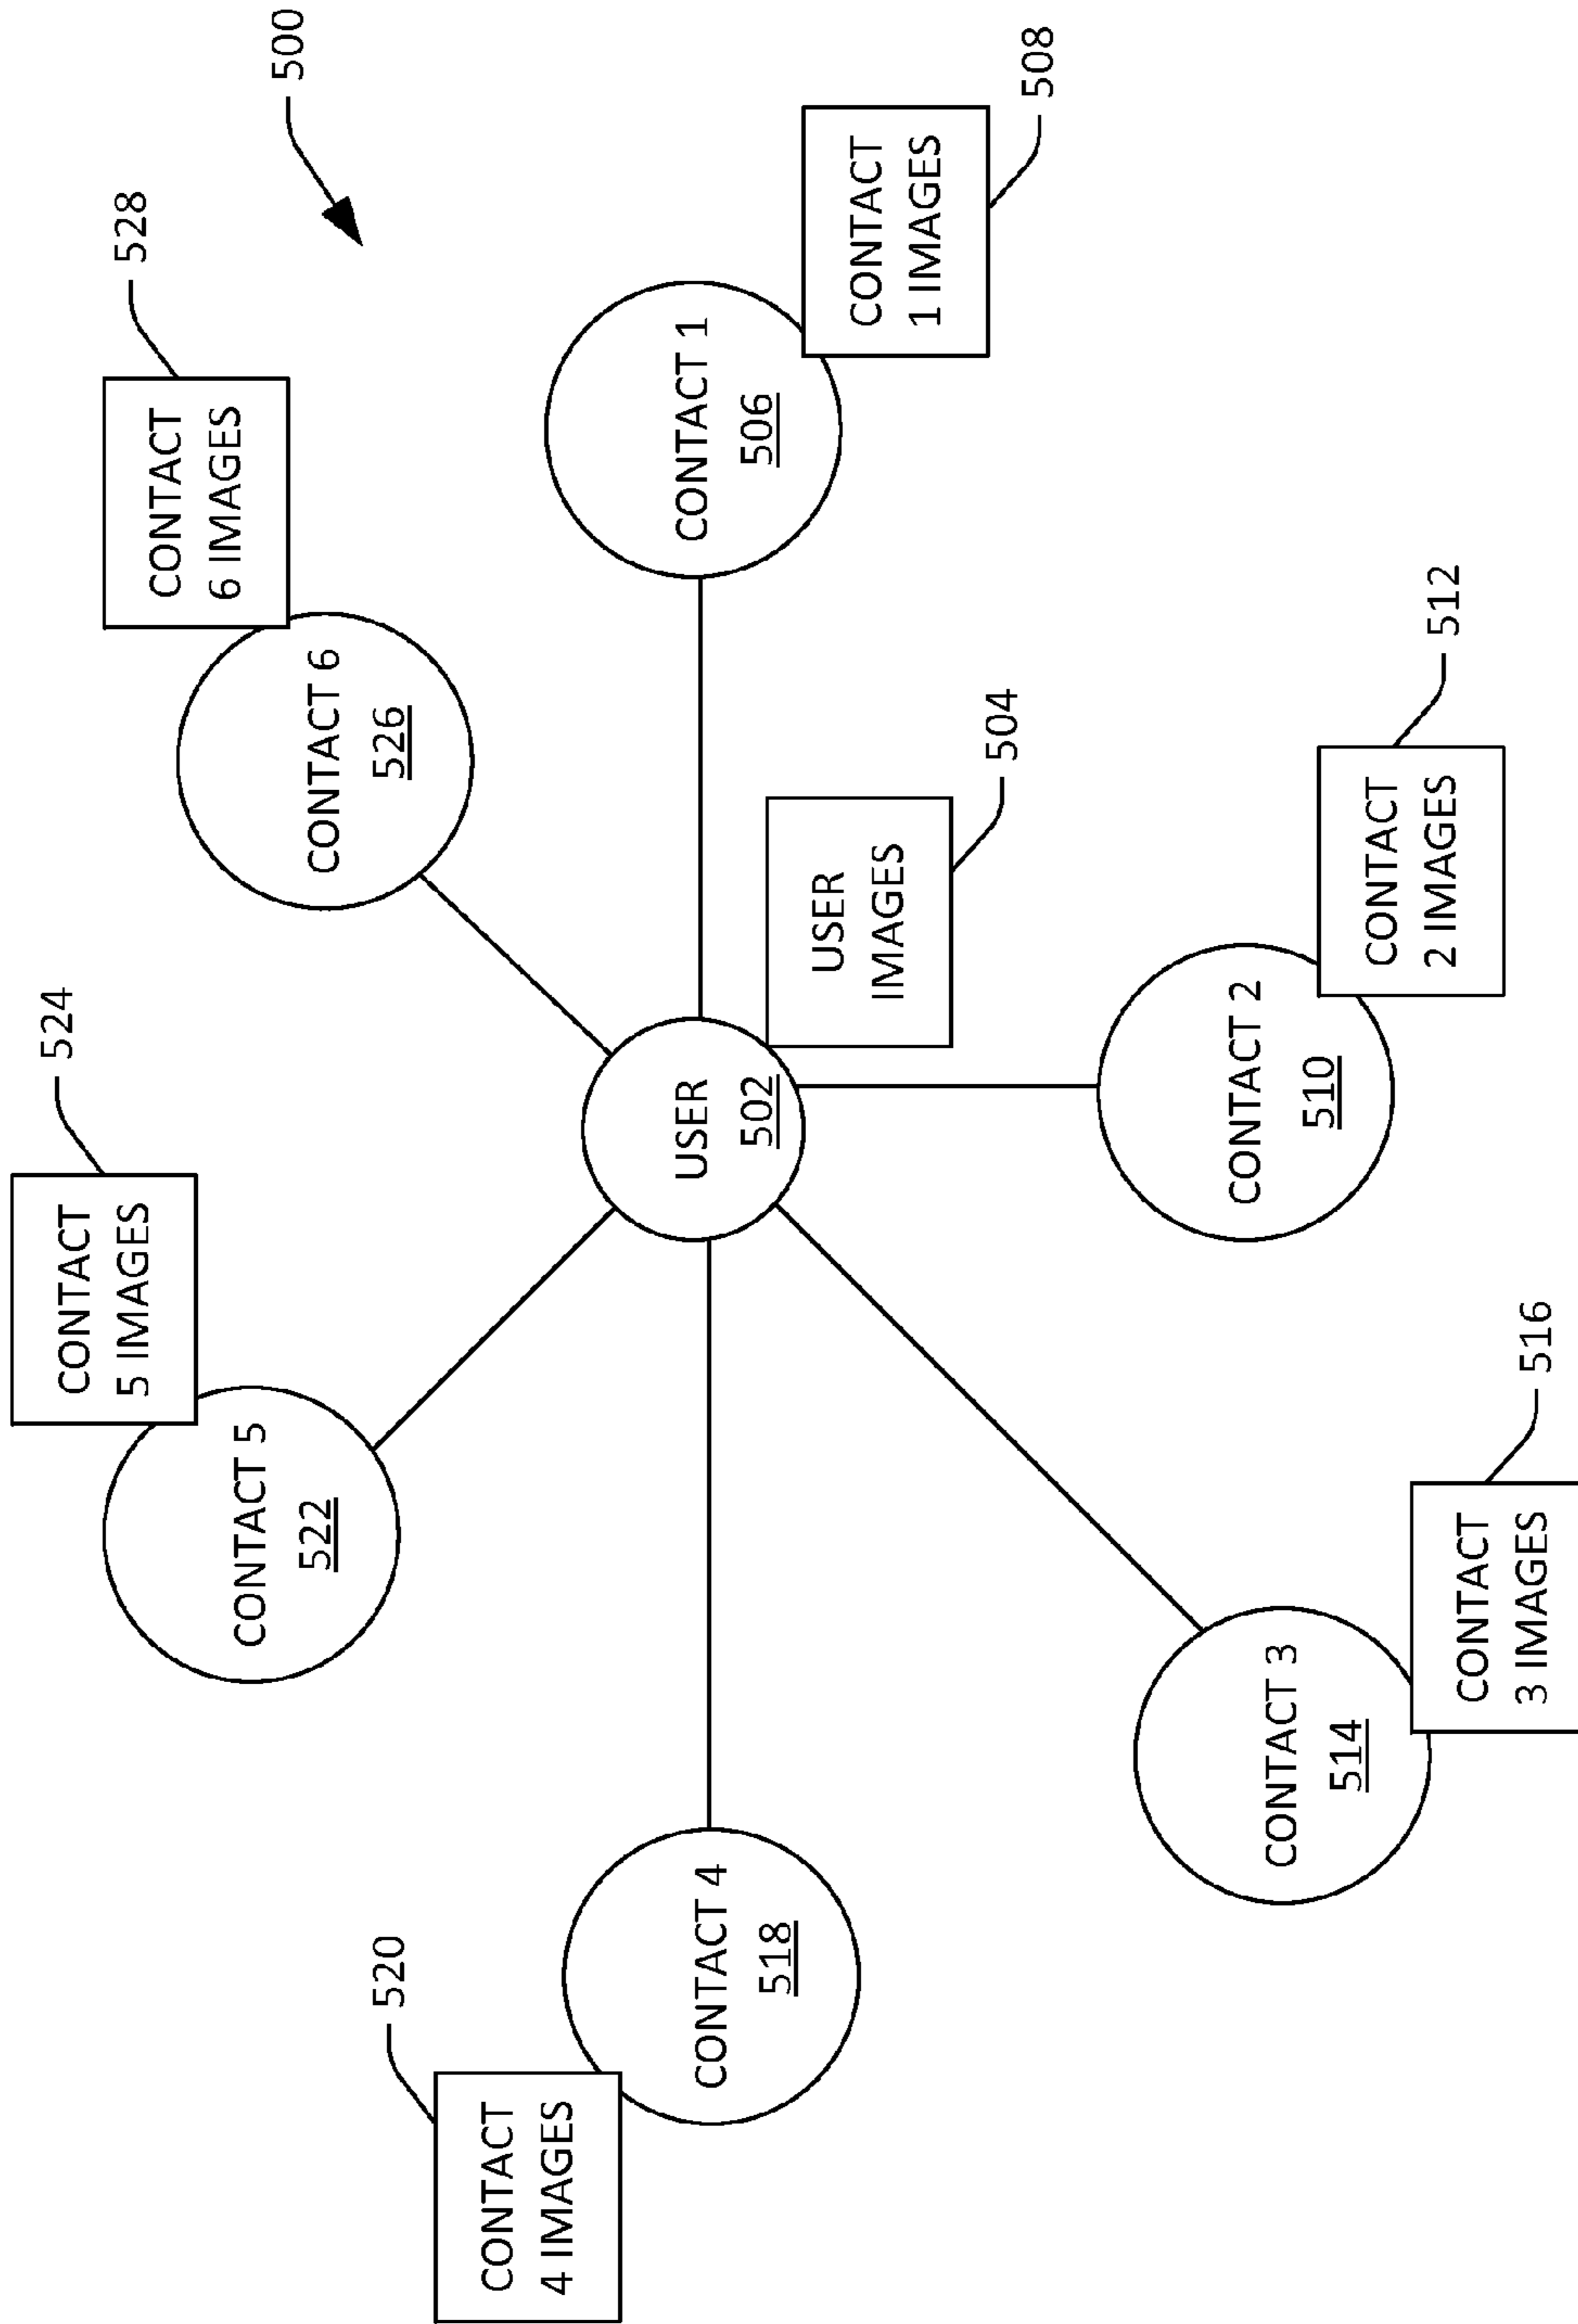 500
CONTACT
6 IMAGES
528
CONTACT 6
526
CONTACT 1
506
CONTACT
1 IMAGES
508
CONTACT
5 IMAGES
524
CONTACT 5
522
USER
502
USER
IMAGES
504
CONTACT 2
510
CONTACT
2 IMAGES
512
CONTACT
4 IMAGES
520
CONTACT 4
518
CONTACT 3
514
CONTACT
3 IMAGES
516